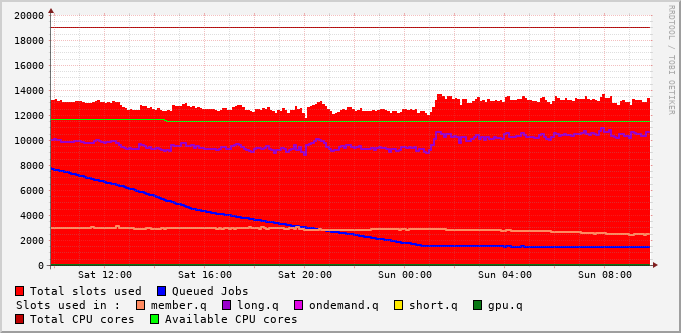 20000
18000
16000
14000
12000
10000
8000
6000
4000
2000
0
Sat 12:00 Sat 16:00 Sat 20:00 Sun 00:00 Sun 04:00 Sun 08:00
Total slots used Queued Jobs
Slots used in : member.q long.q ondemand.q short.q gpu.q
Total CPU cores Available CPU cores
RRDTOOL / TOBI OETIKER